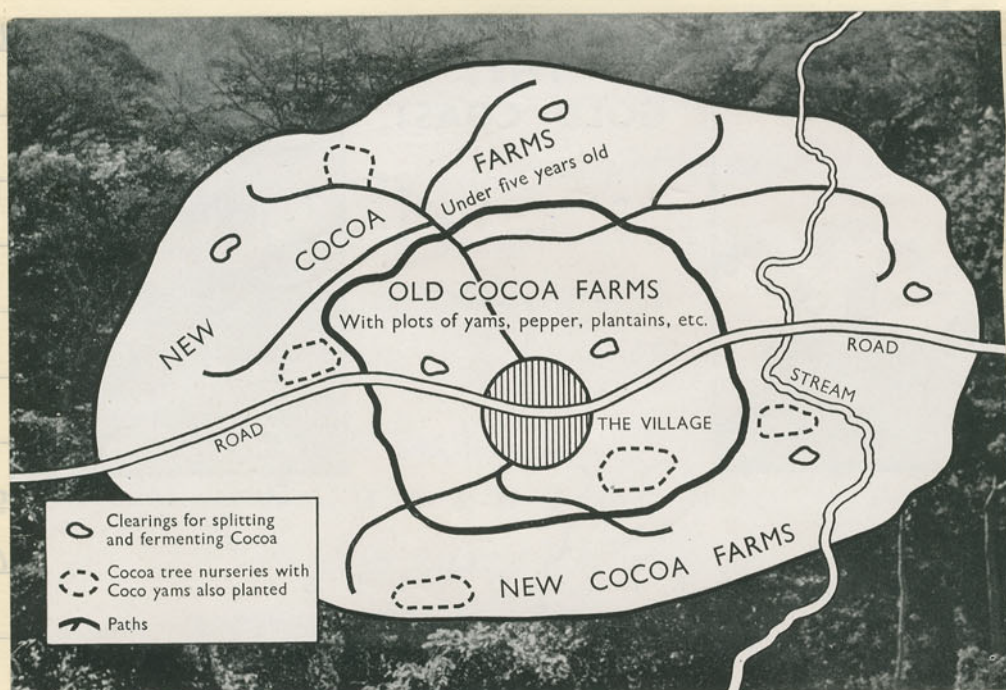 NEW COCOA FARMS
Under five years old
OLD COCOA FARMS
With plots of yams, pepper, plantains, etc.
ROAD
STREAM
THE VILLAGE
ROAD
NEW COCOA FARMS
Clearings for splitting
and fermenting Cocoa
Cocoa tree nurseries with
Coco yams also planted
Paths